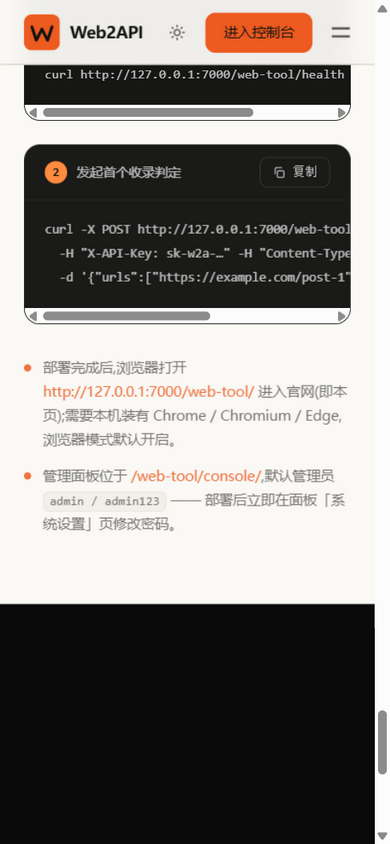 W Web2API 进入控制台
curl http://127.0.0.1:7000/web-tool/health
2 发起首个收录判定 复制
curl -X POST http://127.0.0.1:7000/web-tool
-H "X-API-Key: sk-w2a-…" -H "Content-Type
-d '{"urls":["https://example.com/post-1"
部署完成后,浏览器打开
http://127.0.0.1:7000/web-tool/ 进入官网(即本
页);需要本机装有 Chrome / Chromium / Edge,
浏览器模式默认开启。
管理面板位于 /web-tool/console/,默认管理员
admin / admin123 —— 部署后立即在面板「系
统设置」页修改密码。